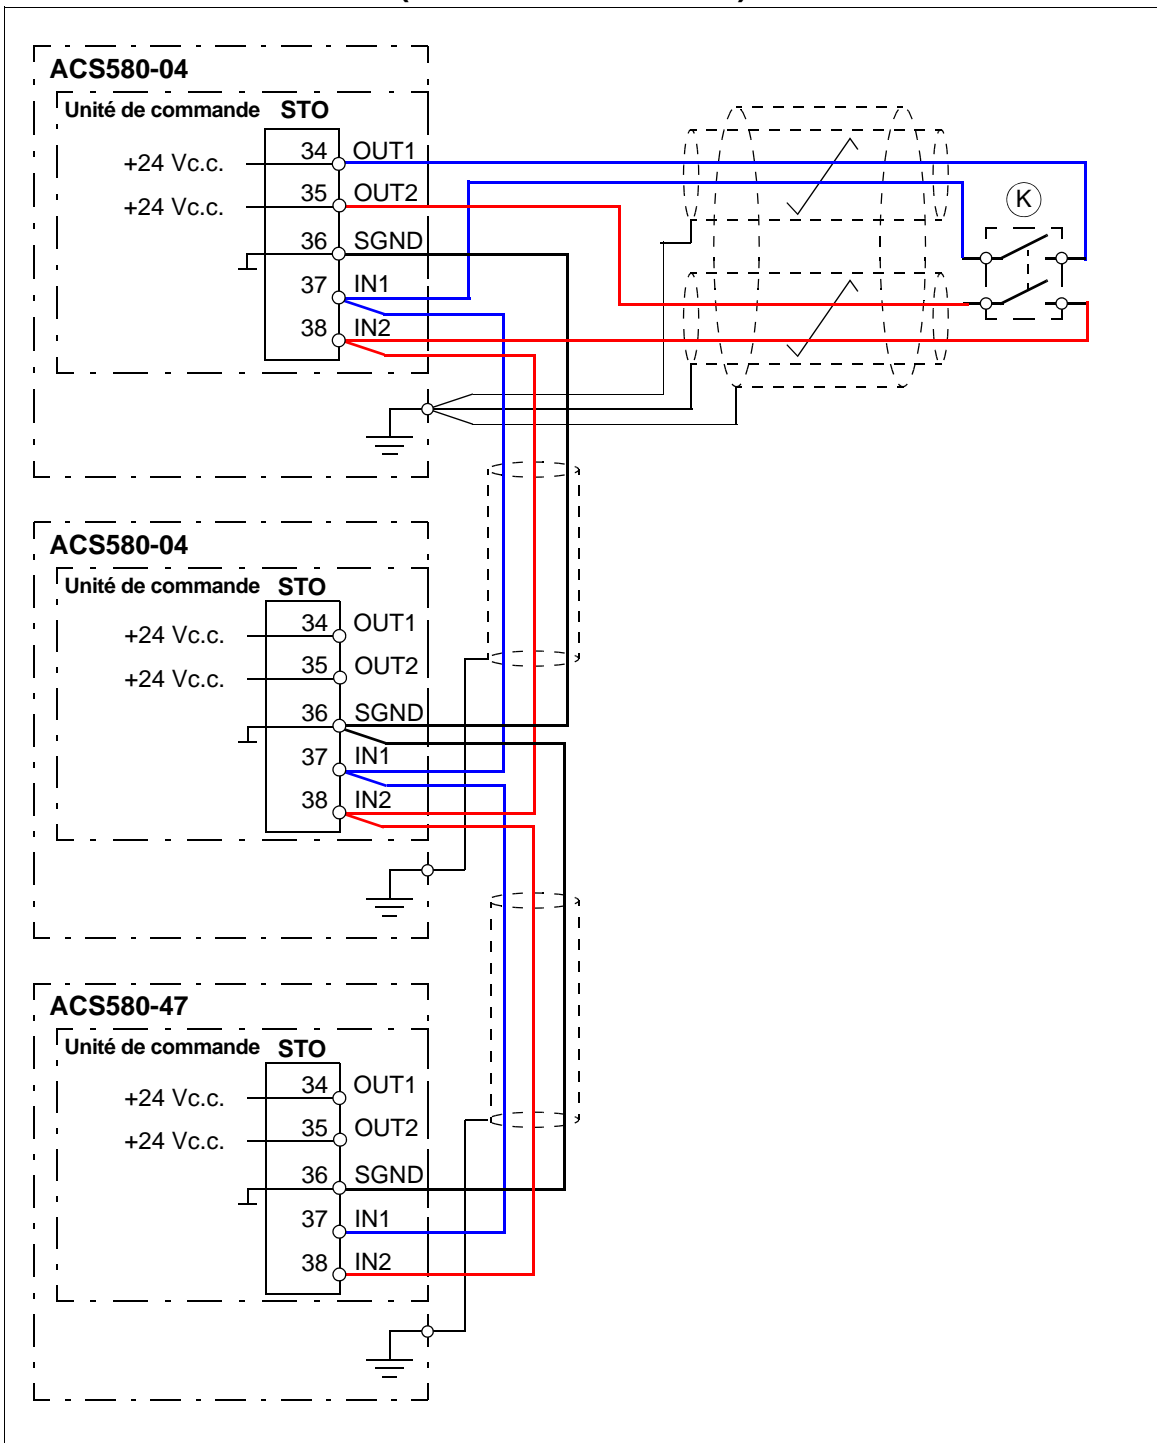 ACS580-04
Unité de commande STO
+24 Vc.c. 34 OUT1
+24 Vc.c. 35 OUT2
36 SGND
37 IN1
38 IN2
K
ACS580-04
Unité de commande STO
+24 Vc.c. 34 OUT1
+24 Vc.c. 35 OUT2
36 SGND
37 IN1
38 IN2
ACS580-47
Unité de commande STO
+24 Vc.c. 34 OUT1
+24 Vc.c. 35 OUT2
36 SGND
37 IN1
38 IN2